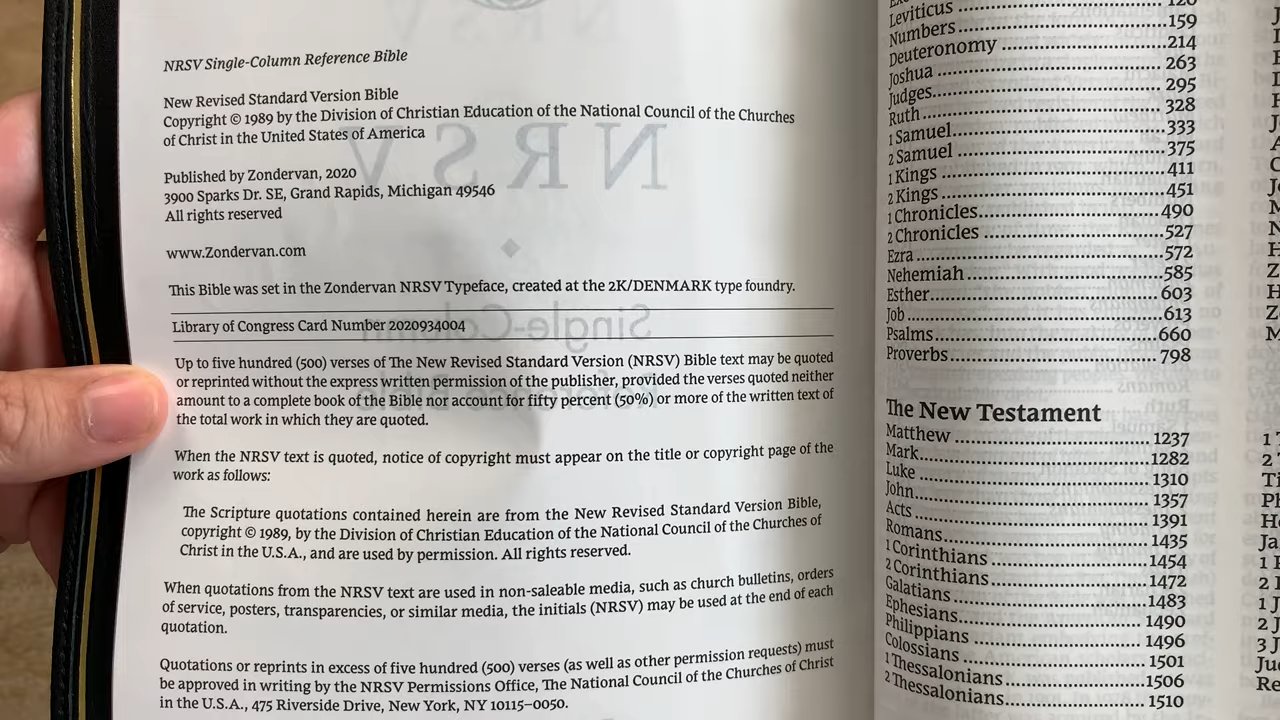 NRSV Single-Column Reference Bible
New Revised Standard Version Bible
Copyright © 1989 by the Division of Christian Education of the National Council of the Churches
of Christ in the United States of America
Published by Zondervan, 2020
3900 Sparks Dr. SE, Grand Rapids, Michigan 49546
All rights reserved
www.Zondervan.com
This Bible was set in the Zondervan NRSV Typeface, created at the 2K/DENMARK type foundry.
Library of Congress Card Number 2020934004
Up to five hundred (500) verses of The New Revised Standard Version (NRSV) Bible text may be quoted
or reprinted without the express written permission of the publisher, provided the verses quoted neither
amount to a complete book of the Bible nor account for fifty percent (50%) or more of the written text of
the total work in which they are quoted.
When the NRSV text is quoted, notice of copyright must appear on the title or copyright page of the
work as follows:
The Scripture quotations contained herein are from the New Revised Standard Version Bible,
copyright © 1989, by the Division of Christian Education of the National Council of the Churches of
Christ in the U.S.A., and are used by permission. All rights reserved.
When quotations from the NRSV text are used in non-saleable media, such as church bulletins, orders
of service, posters, transparencies, or similar media, the initials (NRSV) may be used at the end of each
quotation.
Quotations or reprints in excess of five hundred (500) verses (as well as other permission requests) must
be approved in writing by the NRSV Permissions Office, The National Council of the Churches of Christ
in the U.S.A., 475 Riverside Drive, New York, NY 10115–0050.
Leviticus 159
Numbers 214
Deuteronomy 263
Joshua 295
Judges 328
Ruth 333
1 Samuel 375
2 Samuel 411
1 Kings 451
2 Kings 490
1 Chronicles 527
2 Chronicles 572
Ezra 585
Nehemiah 603
Esther 613
Job 660
Psalms 798
Proverbs
The New Testament
Matthew 1237
Mark 1282
Luke 1310
John 1357
Acts 1391
Romans 1435
1 Corinthians 1454
2 Corinthians 1472
Galatians 1483
Ephesians 1490
Philippians 1496
Colossians 1501
1 Thessalonians 1506
2 Thessalonians 1510